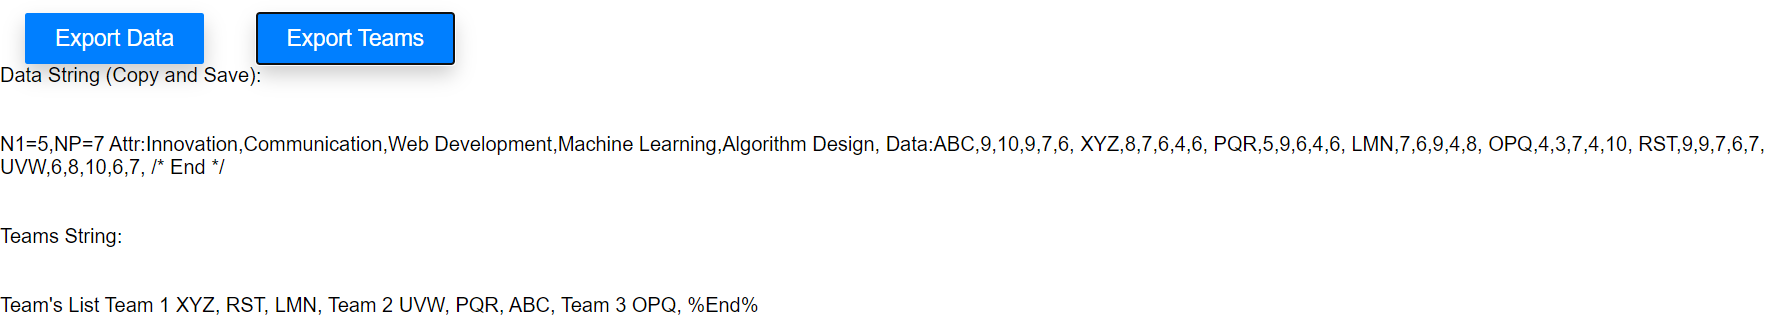 Export Data
Export Teams
Data String (Copy and Save):
N1=5,NP=7 Attr:Innovation,Communication,Web Development,Machine Learning,Algorithm Design, Data:ABC,9,10,9,7,6, XYZ,8,7,6,4,6, PQR,5,9,6,4,6, LMN,7,6,9,4,8, OPQ,4,3,7,4,10, RST,9,9,7,6,7,
UVW,6,8,10,6,7, /* End */
Teams String:
Team's List Team 1 XYZ, RST, LMN, Team 2 UVW, PQR, ABC, Team 3 OPQ, %End%